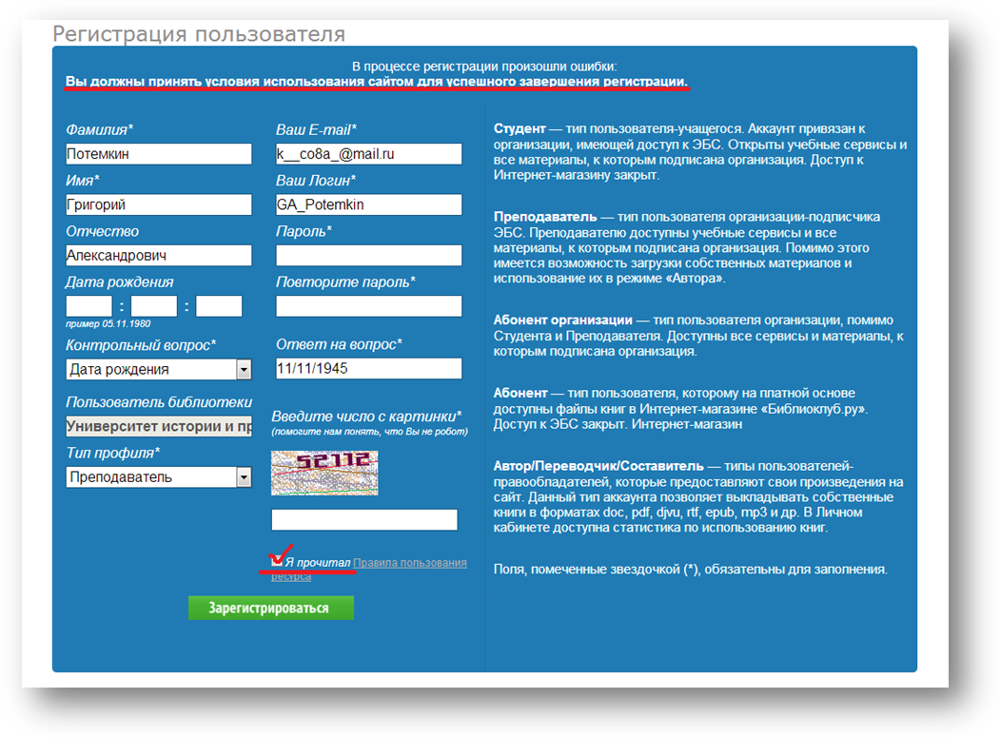 Регистрация пользователя
В процессе регистрации произошли ошибки:
Вы должны принять условия использования сайтом для успешного завершения регистрации.
Фамилия*
Потемкин
Имя*
Григорий
Отчество
Александрович
Дата рождения
: :
пример 05.11.1980
Контрольный вопрос*
Дата рождения
Пользователь библиотеки
Университет истории и пр
Тип профиля*
Преподаватель
Ваш E-mail*
k__co8a_@mail.ru
Ваш Логин*
GA_Potemkin
Пароль*
Повторите пароль*
Ответ на вопрос*
11/11/1945
Введите число с картинки*
(помогите нам понять, что Вы не робот)
52112
Я прочитал Правила пользования
ресурса
Зарегистрироваться
Студент — тип пользователя-учащегося. Аккаунт привязан к
организации, имеющей доступ к ЭБС. Открыты учебные сервисы и
все материалы, к которым подписана организация. Доступ к
Интернет-магазину закрыт.
Преподаватель — тип пользователя организации-подписчика
ЭБС. Преподавателю доступны учебные сервисы и все
материалы, к которым подписана организация. Помимо этого
имеется возможность загрузки собственных материалов и
использование их в режиме «Автора».
Абонент организации — тип пользователя организации, помимо
Студента и Преподавателя. Доступны все сервисы и материалы, к
которым подписана организация.
Абонент — тип пользователя, которому на платной основе
доступны файлы книг в Интернет-магазине «Библиоклуб.ру».
Доступ к ЭБС закрыт. Интернет-магазин
Автор/Переводчик/Составитель — типы пользователей-
правообладателей, которые предоставляют свои произведения на
сайт. Данный тип аккаунта позволяет выкладывать собственные
книги в форматах doc, pdf, djvu, rtf, epub, mp3 и др. В Личном
кабинете доступна статистика по использованию книг.
Поля, помеченные звездочкой (*), обязательны для заполнения.